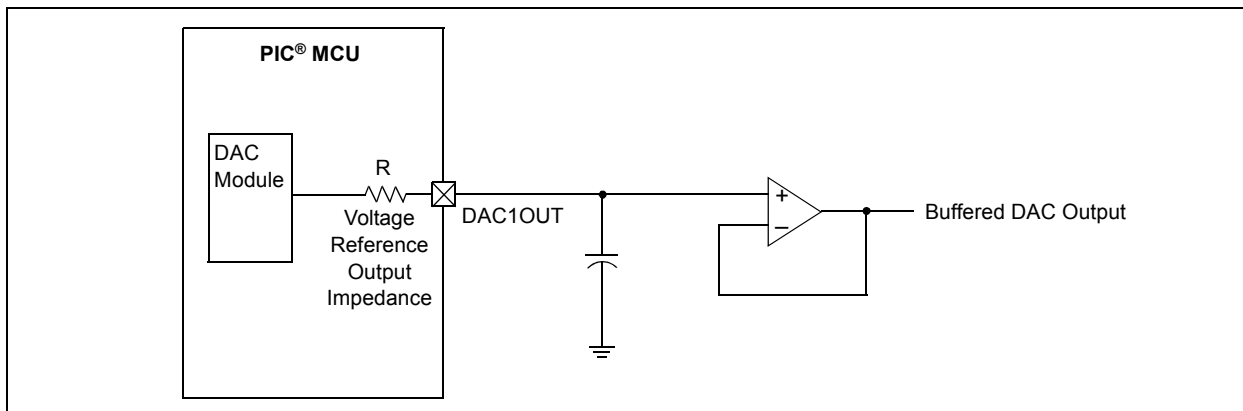 PIC® MCU
DAC
Module
R
DAC1OUT
Voltage
Reference
Output
Impedance
+
–
Buffered DAC Output